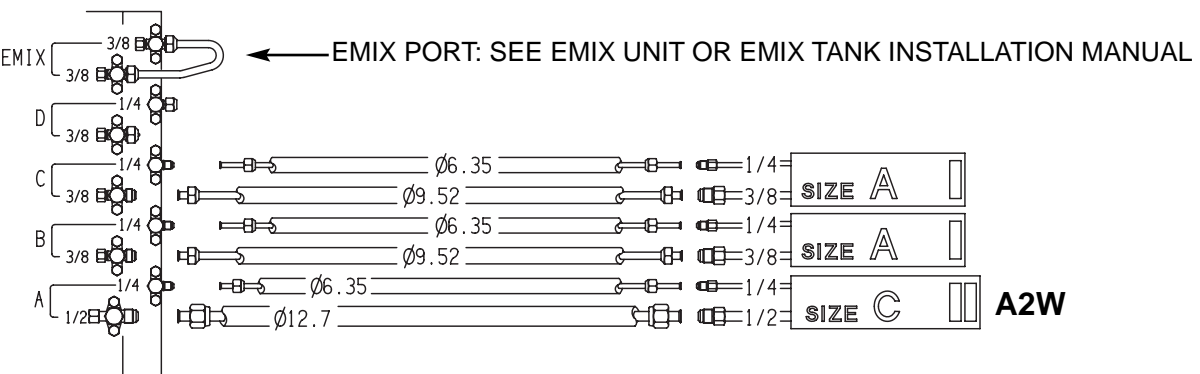 3/8 EMIX PORT: SEE EMIX UNIT OR EMIX TANK INSTALLATION MANUAL
EMIX
3/8
1/4
D
3/8
1/4 Ø6.35 1/4
C SIZE A
3/8 Ø9.52 3/8
1/4 Ø6.35 1/4
B SIZE A
3/8 Ø9.52 3/8
1/4 Ø6.35 1/4
A SIZE C A2W
1/2 Ø12.7 1/2